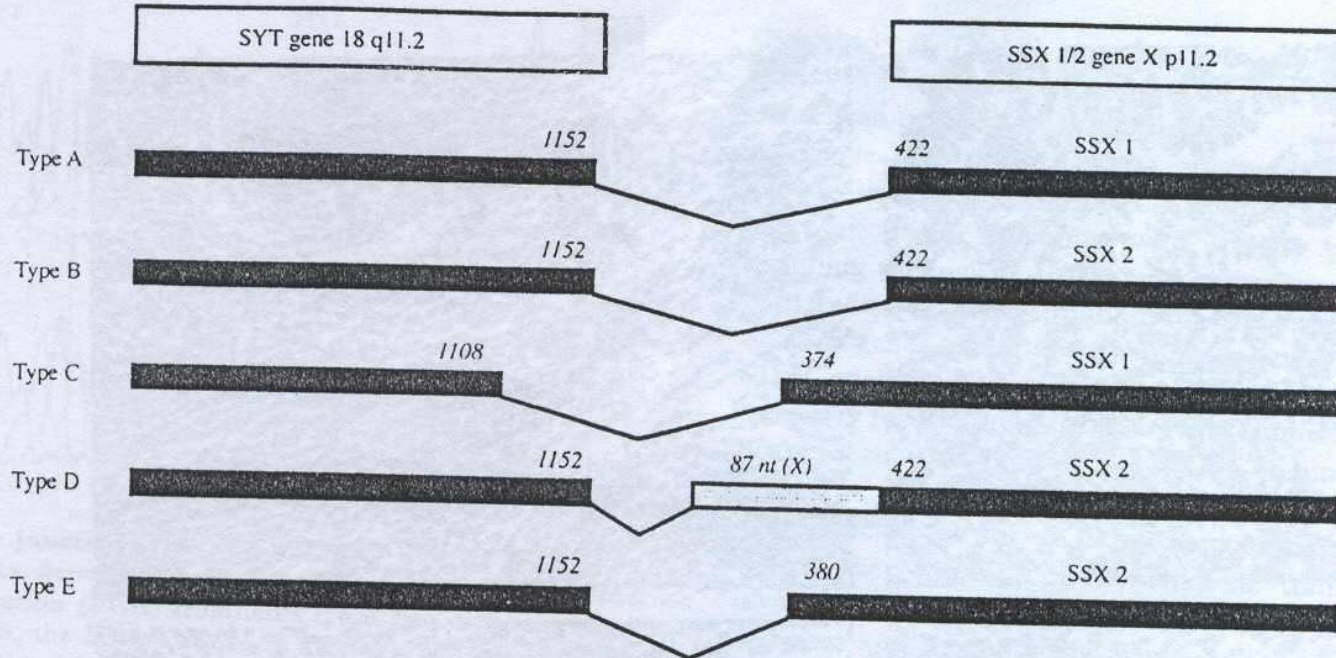 SYT gene 18 q11.2
SSX 1/2 gene X p11.2
Type A 1152 422 SSX 1
Type B 1152 422 SSX 2
Type C 1108 374 SSX 1
Type D 1152 87 nt (X) 422 SSX 2
Type E 1152 380 SSX 2